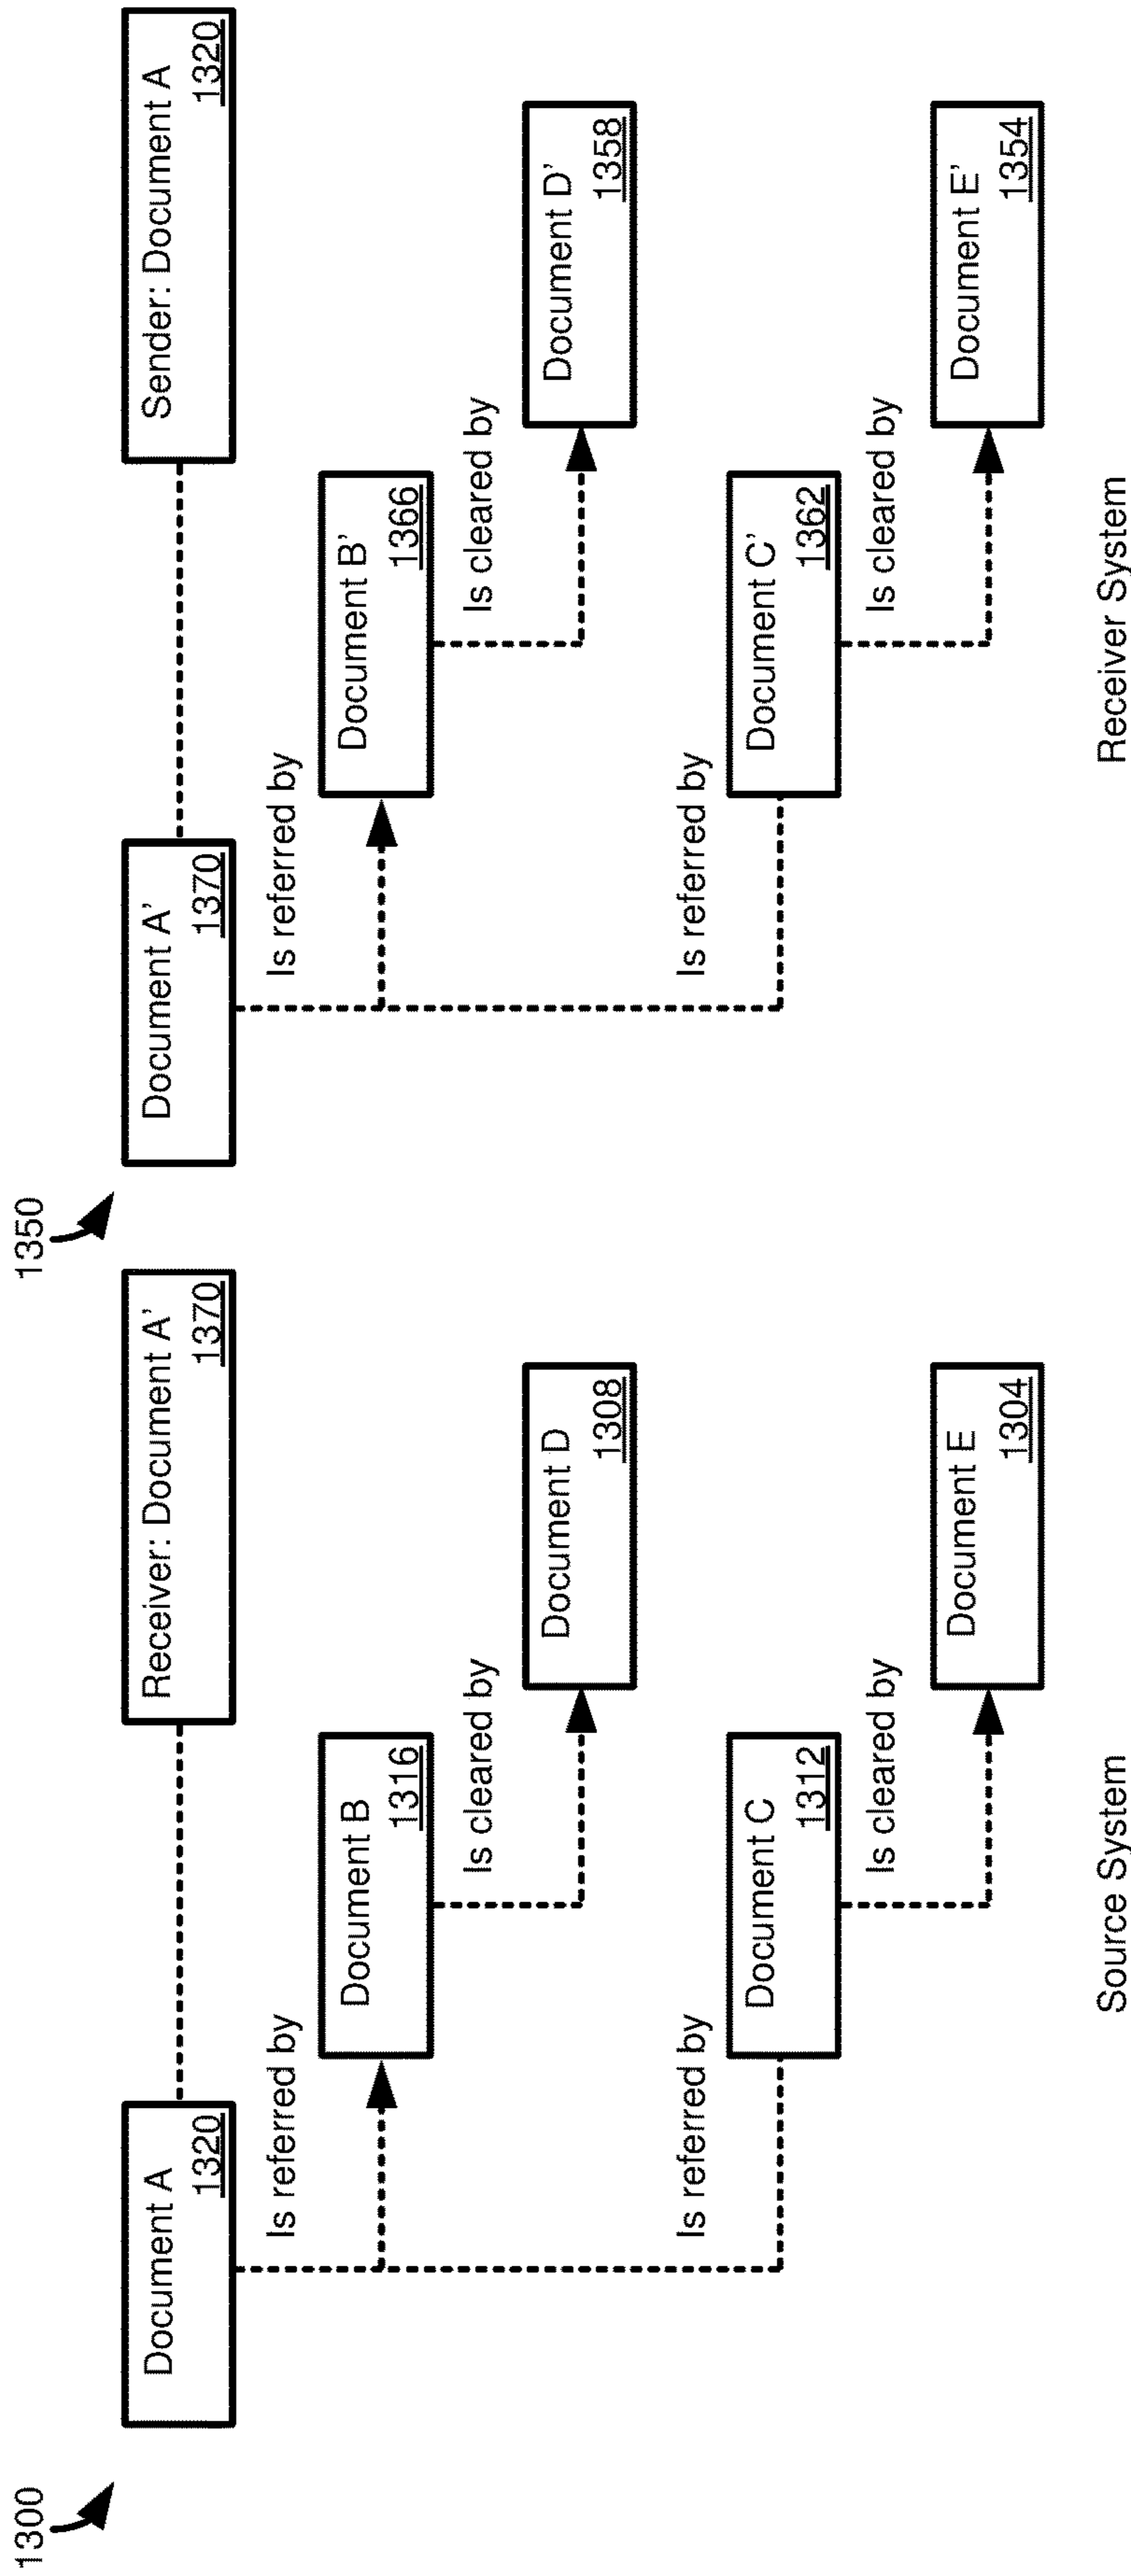 1300
Document A
1320
Receiver: Document A'
1370
Is referred by
Document B
1316
Is cleared by
Document D
1308
Is referred by
Document C
1312
Is cleared by
Document E
1304
Source System
1350
Document A'
1370
Sender: Document A
1320
Is referred by
Document B'
1366
Is cleared by
Document D'
1358
Is referred by
Document C'
1362
Is cleared by
Document E'
1354
Receiver System